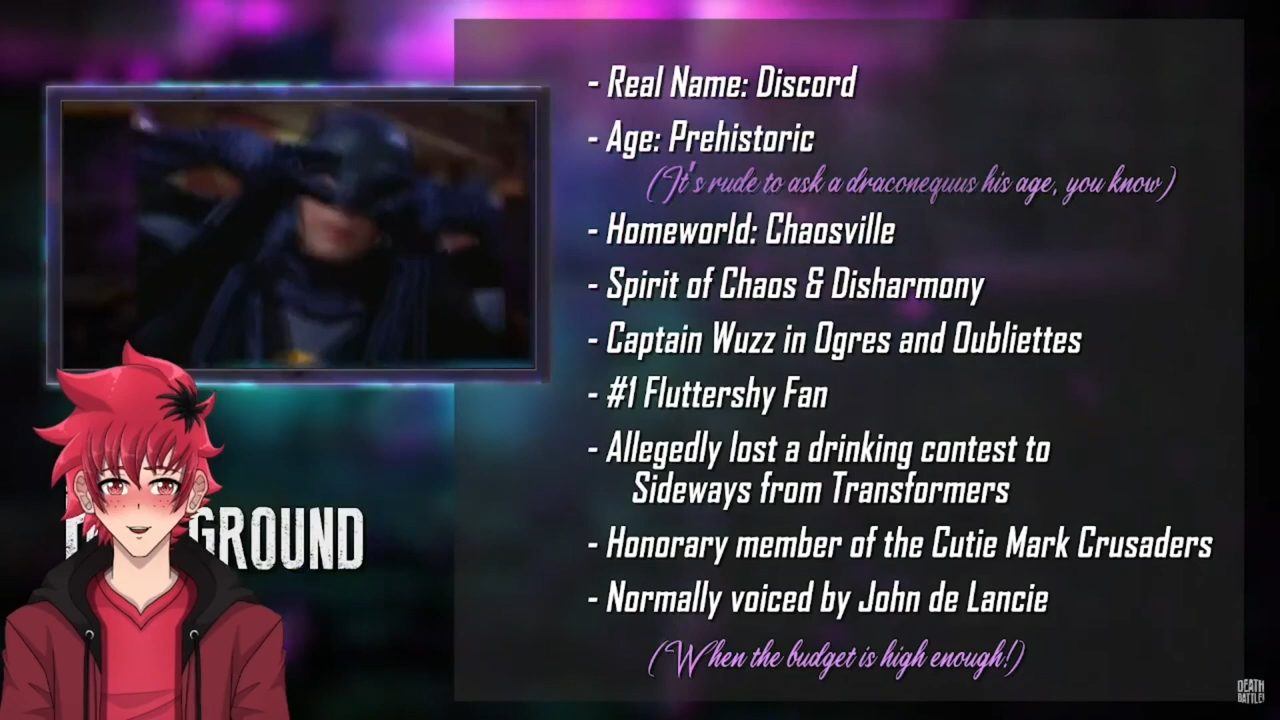 - Real Name: Discord
- Age: Prehistoric
(It's rude to ask a draconequus his age, you know)
- Homeworld: Chaosville
- Spirit of Chaos & Disharmony
- Captain Wuzz in Ogres and Oubliettes
- #1 Fluttershy Fan
- Allegedly lost a drinking contest to
Sideways from Transformers
- Honorary member of the Cutie Mark Crusaders
- Normally voiced by John de Lancie
(When the budget is high enough!)
GROUND
DEATH
BATTLE!